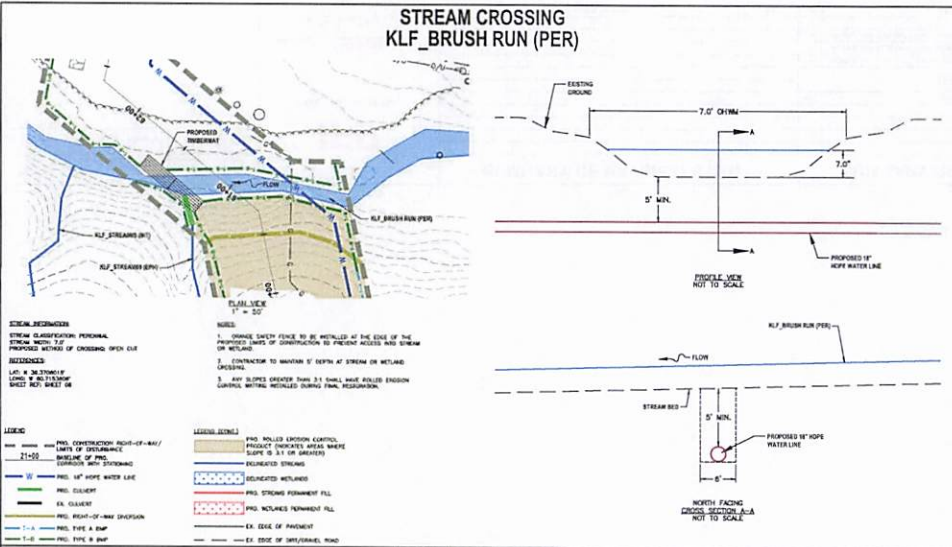 STREAM CROSSING
KLF_BRUSH RUN (PER)
PROPOSED
TIMBERMAT
FLOW
KLF_BRUSH RUN (PER)
PLAN VIEW
1" = 50'
EXISTING
GROUND
7.0' OHWM
A
7.0"
5' MIN.
A
PROPOSED 18"
HDPE WATER LINE
PROFILE VIEW
NOT TO SCALE
STREAM INFORMATION
STREAM CLASSIFICATION: PERENNIAL
STREAM WIDTH: 7.0'
PROPOSED METHOD OF CROSSING: OPEN CUT
REFERENCES:
SHEET REF: SHEET 08
NOTES:
1. ORANGE SAFETY FENCE TO BE INSTALLED AT THE EDGE OF THE
PROPOSED LIMITS OF CONSTRUCTION TO PREVENT ACCESS INTO STREAM
OR WETLAND.
2. CONTRACTOR TO MAINTAIN 5' DEPTH AT STREAM OR WETLAND
CROSSING.
3. ANY SLOPES GREATER THAN 3:1 SHALL HAVE ROLLED EROSION
CONTROL MATTING INSTALLED DURING FINAL RESTORATION.
KLF_BRUSH RUN (PER)
FLOW
STREAM BED
5' MIN.
PROPOSED 18" HDPE
WATER LINE
6'
NORTH FACING
CROSS SECTION A-A
NOT TO SCALE
LEGEND
PRO. CONSTRUCTION RIGHT-OF-WAY/
LIMITS OF DISTURBANCE
21+00
BASELINE OF PRO.
CORRIDOR WITH STATIONING
W
PRO. 18" HDPE WATER LINE
PRO. CULVERT
EX. CULVERT
PRO. RIGHT-OF-WAY DIVERSION
T-A
PRO. TYPE A BMP
T-B
PRO. TYPE B BMP
LEGEND (CONT.)
PRO. ROLLED EROSION CONTROL
PRODUCT (INDICATES AREAS WHERE
SLOPE IS 3:1 OR GREATER)
DELINEATED STREAMS
DELINEATED WETLANDS
PRO. STREAMS PERMANENT FILL
PRO. WETLANDS PERMANENT FILL
EX. EDGE OF PAVEMENT
EX. EDGE OF DIRT/GRAVEL ROAD